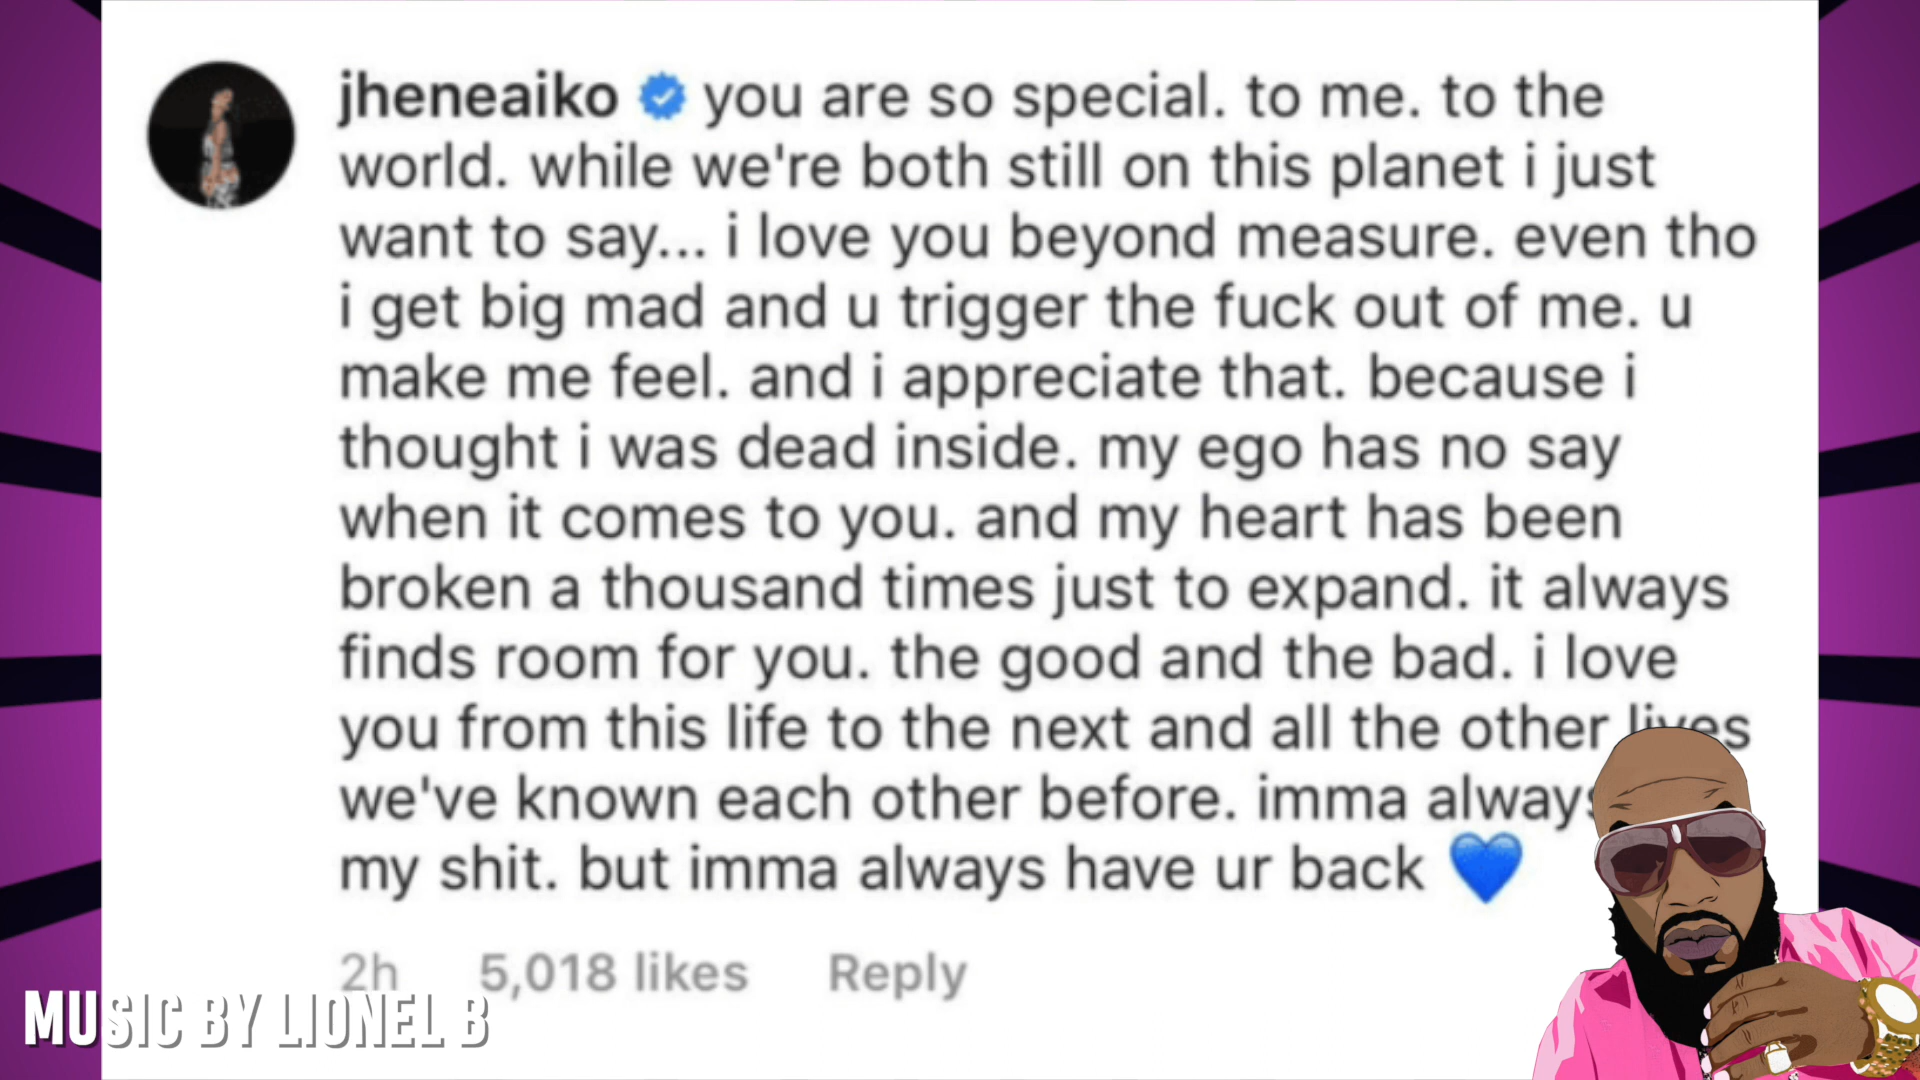 jheneaiko you are so special. to me. to the
world. while we're both still on this planet i just
want to say... i love you beyond measure. even tho
i get big mad and u trigger the fuck out of me. u
make me feel. and i appreciate that. because i
thought i was dead inside. my ego has no say
when it comes to you. and my heart has been
broken a thousand times just to expand. it always
finds room for you. the good and the bad. i love
you from this life to the next and all the other lives
we've known each other before. imma always
my shit. but imma always have ur back 💙
2h 5,018 likes Reply
MUSIC BY LIONEL B